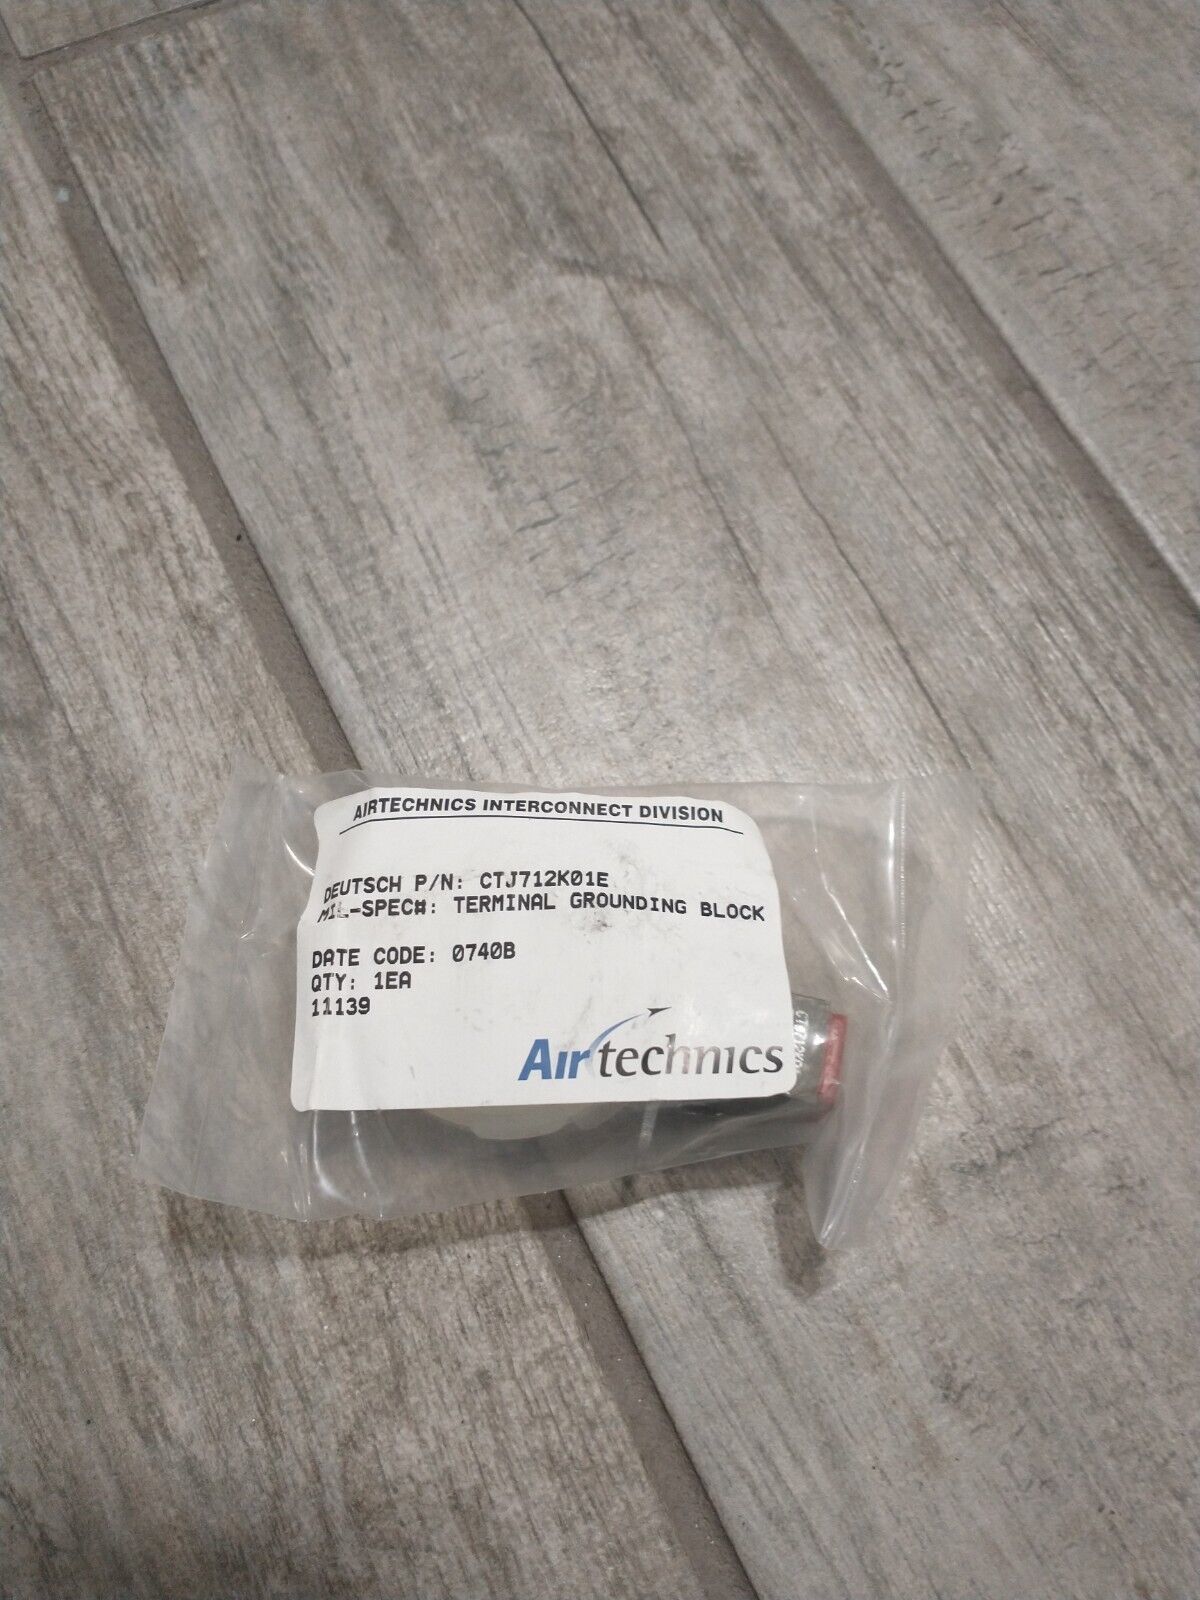 AIRTECHNICS INTERCONNECT DIVISION
DEUTSCH P/N: CTJ712K01E
MIL-SPEC#: TERMINAL GROUNDING BLOCK
DATE CODE: 0740B
QTY: 1EA
11139
Airtechnics